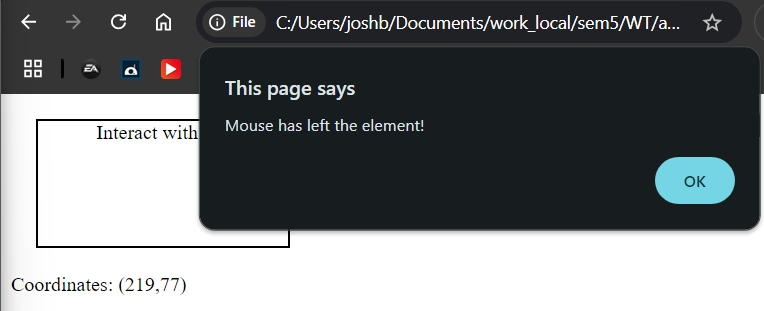 File C:/Users/joshb/Documents/work_local/sem5/WT/a...
EA
This page says
Mouse has left the element!
OK
Interact with
Coordinates: (219,77)